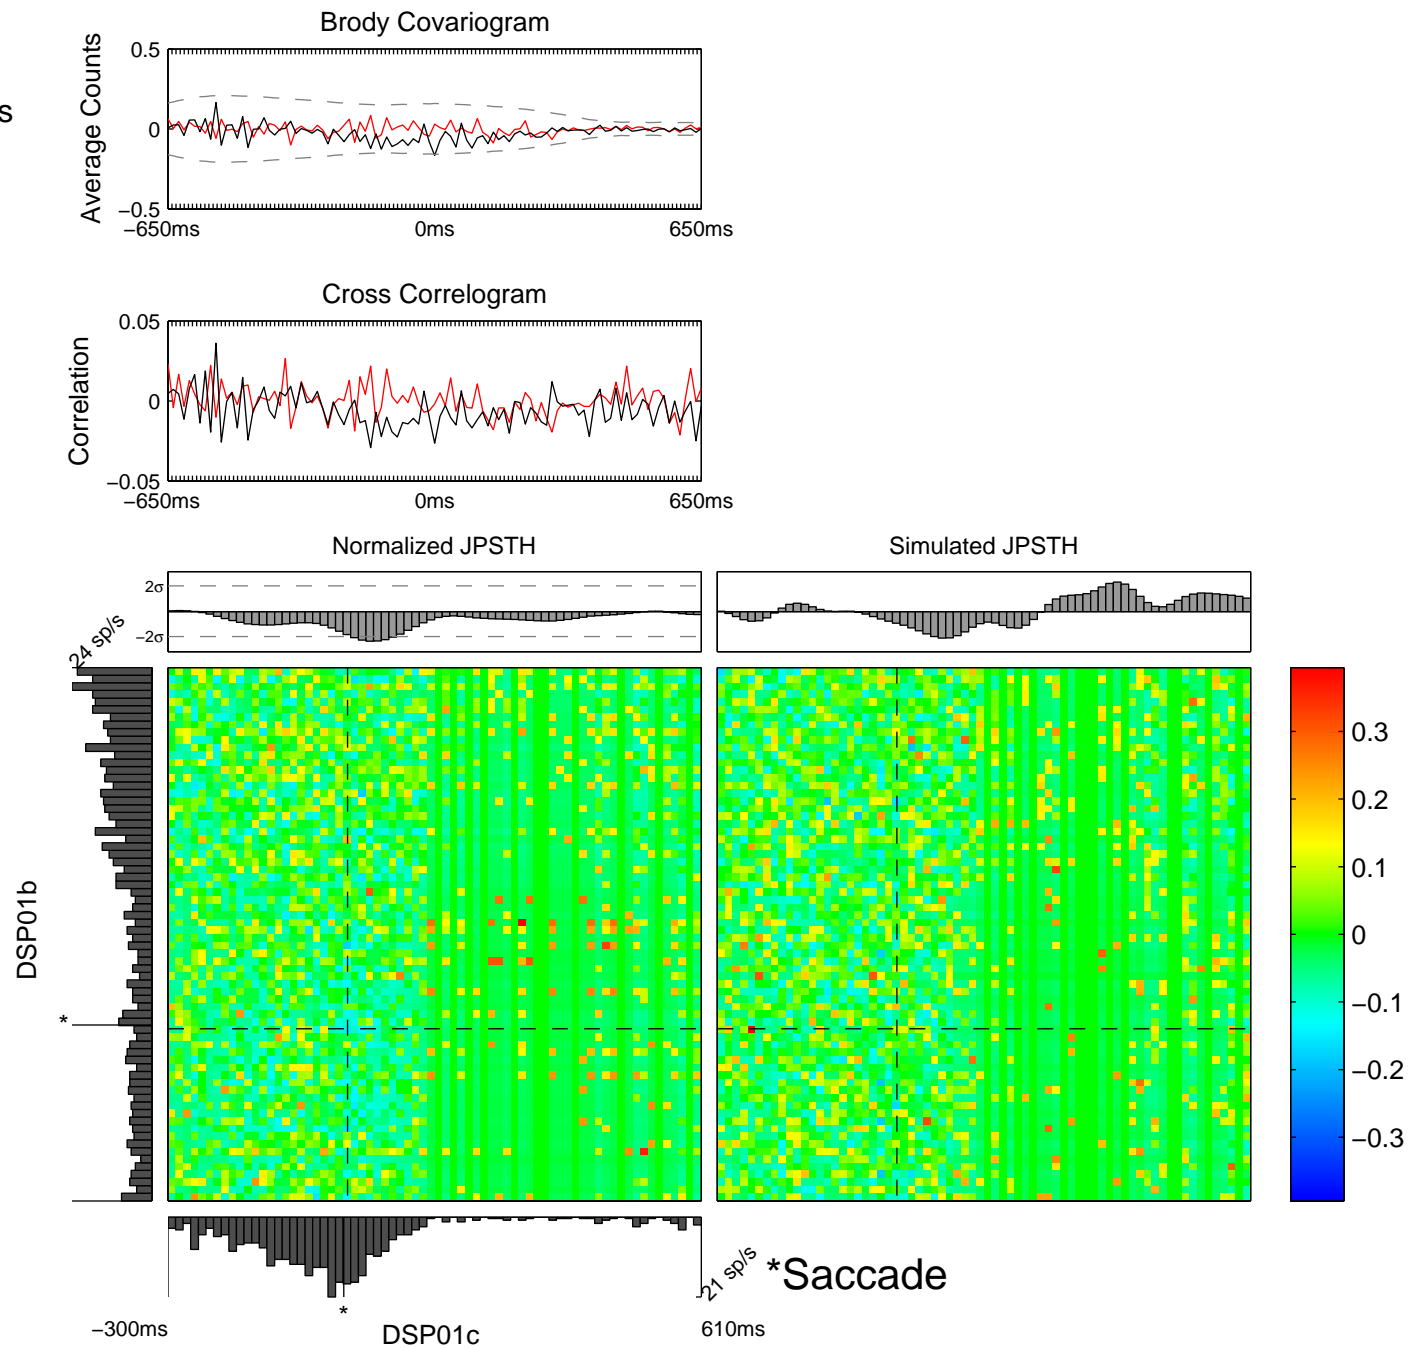 Brody Covariogram
s
Average Counts
0.5
0
−0.5
−650ms
0ms
650ms
Cross Correlogram
Correlation
0.05
0
−0.05
−650ms
0ms
650ms
Normalized JPSTH
Simulated JPSTH
2σ
−2σ
24 sp/s
DSP01b
*
0.3
0.2
0.1
0
−0.1
−0.2
−0.3
21 sp/s
*Saccade
*
−300ms
DSP01c
610ms